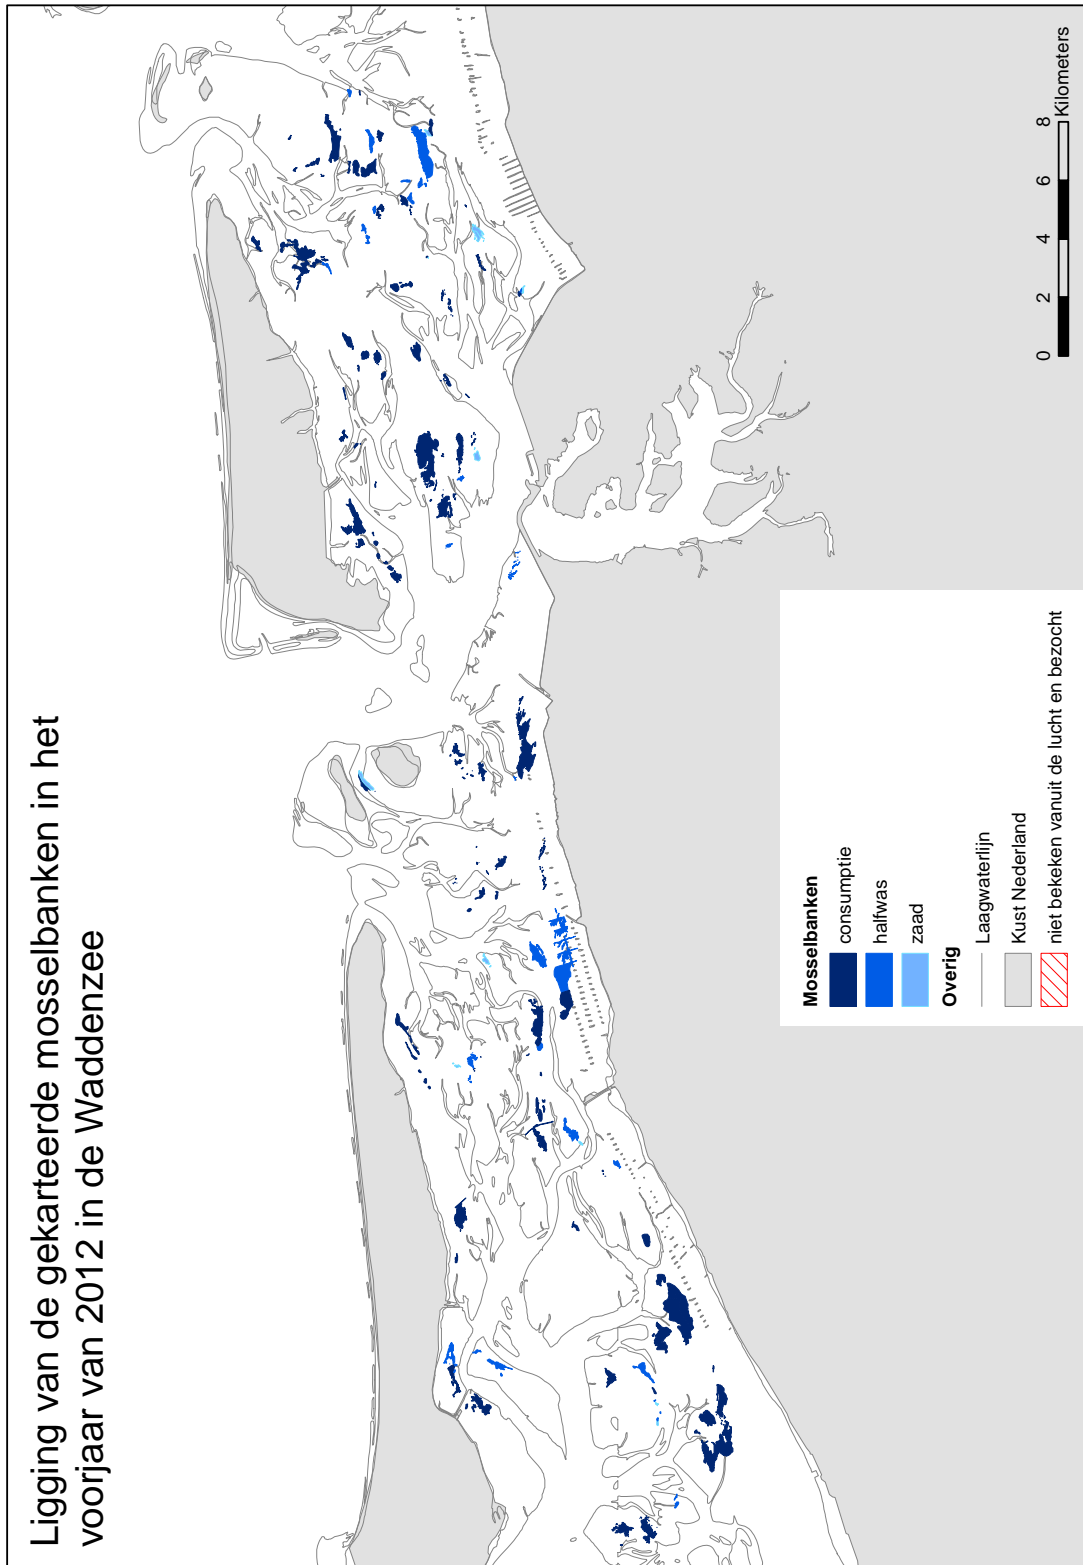 Ligging van de gekarteerde mosselbanken in het
voorjaar van 2012 in de Waddenzee
Mosselbanken
consumptie
halfwas
zaad
Overig
Laagwaterlijn
Kust Nederland
niet bekeken vanuit de lucht en bezocht
0 2 4 6 8
Kilometers